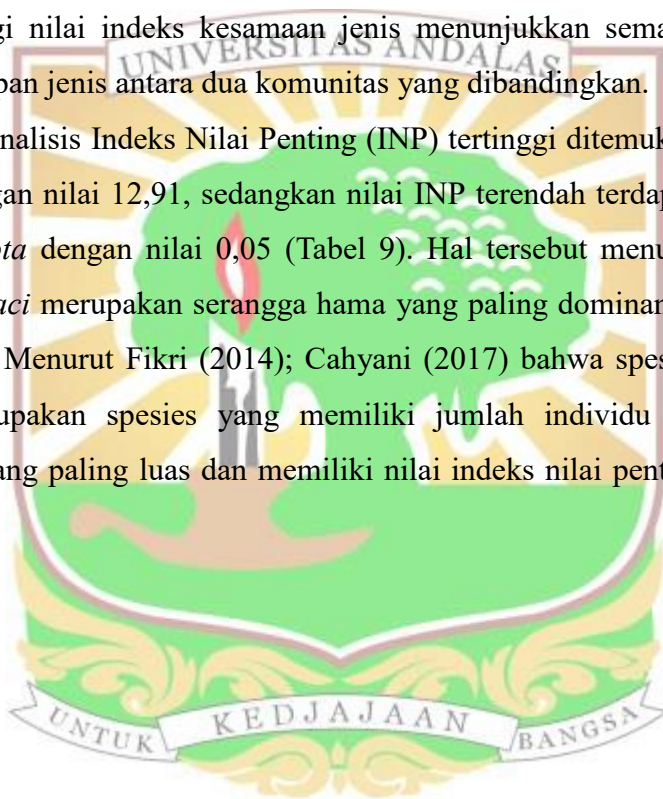 gi nilai indeks kesamaan jenis menunjukkan sema
UNIVERSITAS ANDALAS
pan jenis antara dua komunitas yang dibandingkan.
nalisis Indeks Nilai Penting (INP) tertinggi ditemuk
gan nilai 12,91, sedangkan nilai INP terendah terdap
ota dengan nilai 0,05 (Tabel 9). Hal tersebut menu
aci merupakan serangga hama yang paling dominan
Menurut Fikri (2014); Cahyani (2017) bahwa spes
upakan spesies yang memiliki jumlah individu
ang paling luas dan memiliki nilai indeks nilai pent
UNTUK KEDJAJAAN BANGSA